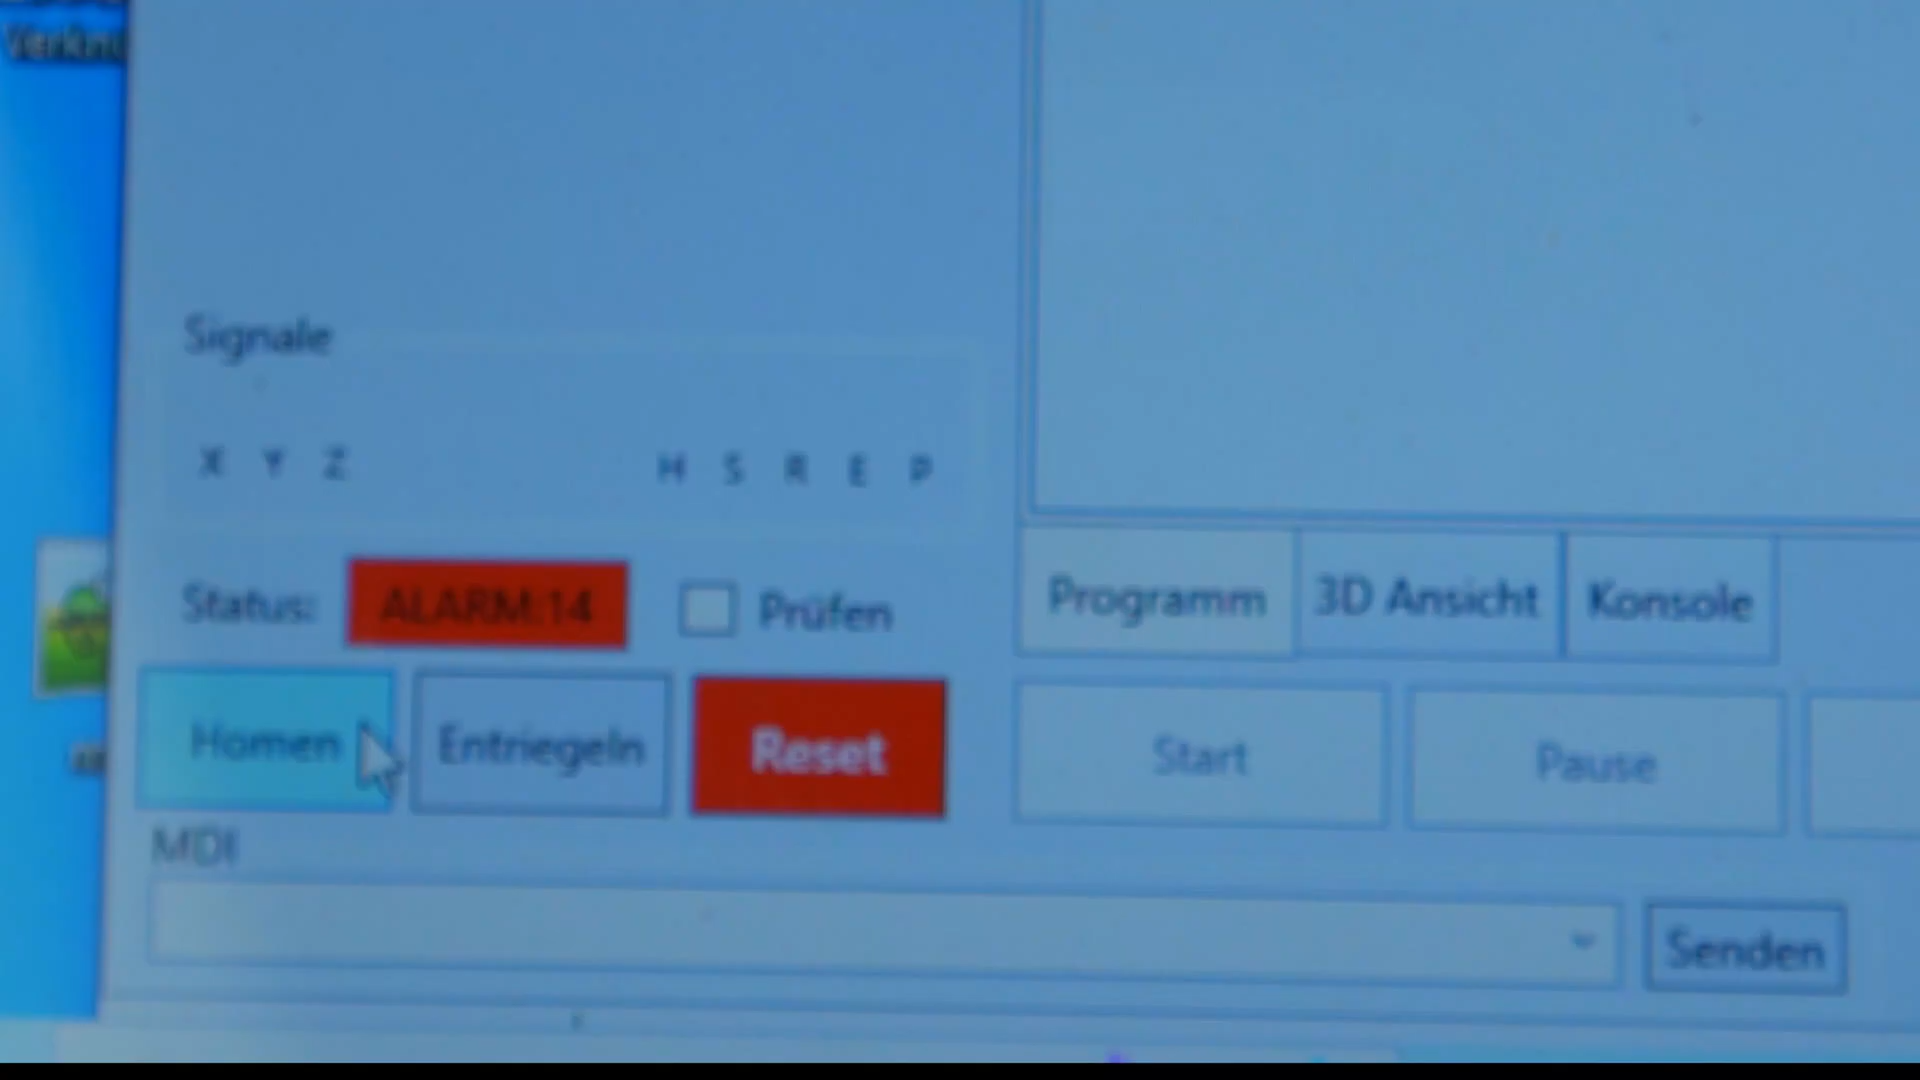 Signale
X Y Z H S R E P
Status: ALARM:14 Prüfen
Programm 3D Ansicht Konsole
Homen Entriegeln Reset Start Pause
MDI
Senden